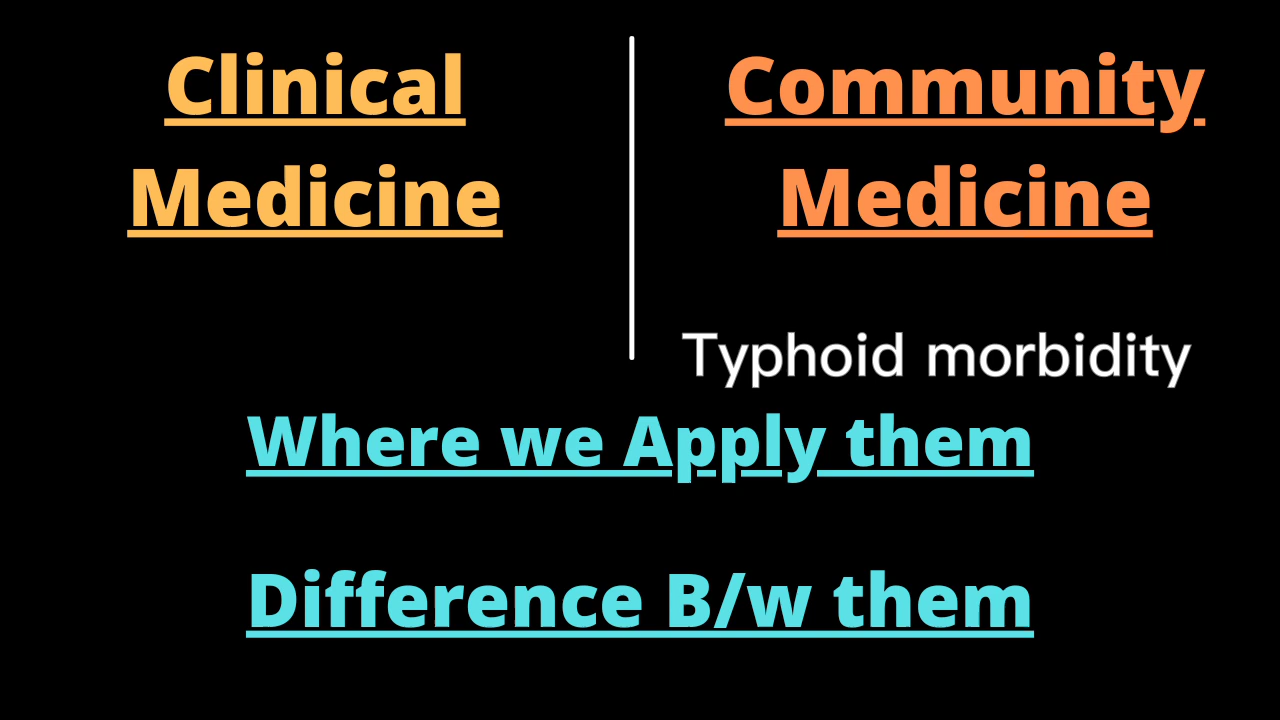 Clinical
Medicine
Community
Medicine
Typhoid morbidity
Where we Apply them
Difference B/w them